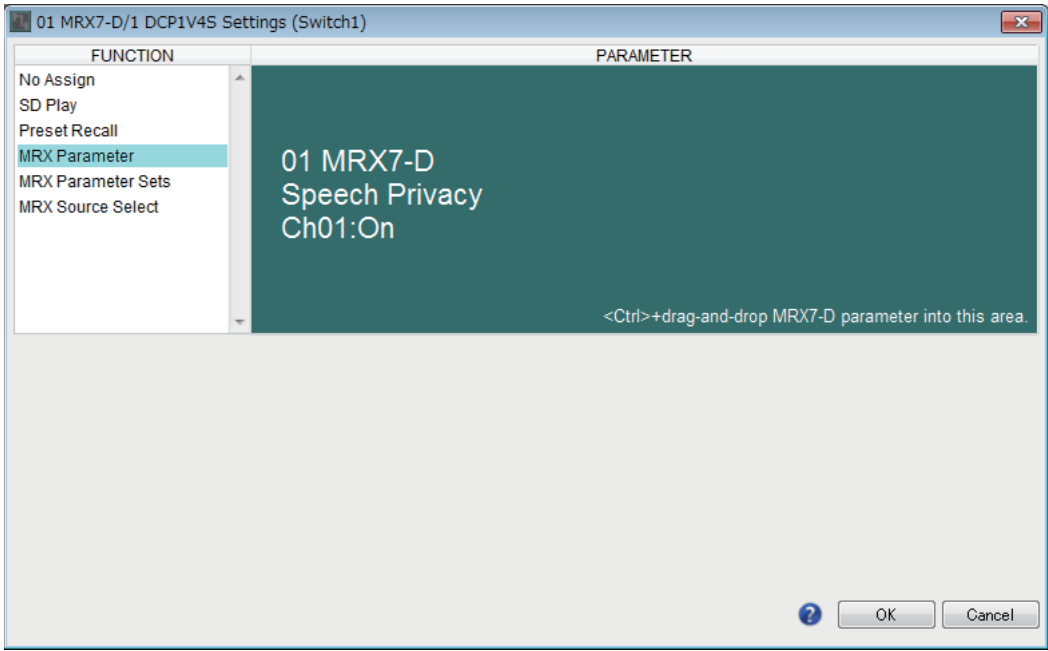 01 MRX7-D/1 DCP1V4S Settings (Switch1)
FUNCTION
PARAMETER
No Assign
SD Play
Preset Recall
MRX Parameter
MRX Parameter Sets
MRX Source Select
01 MRX7-D
Speech Privacy
Ch01:On
<Ctrl>+drag-and-drop MRX7-D parameter into this area.
?
OK
Cancel